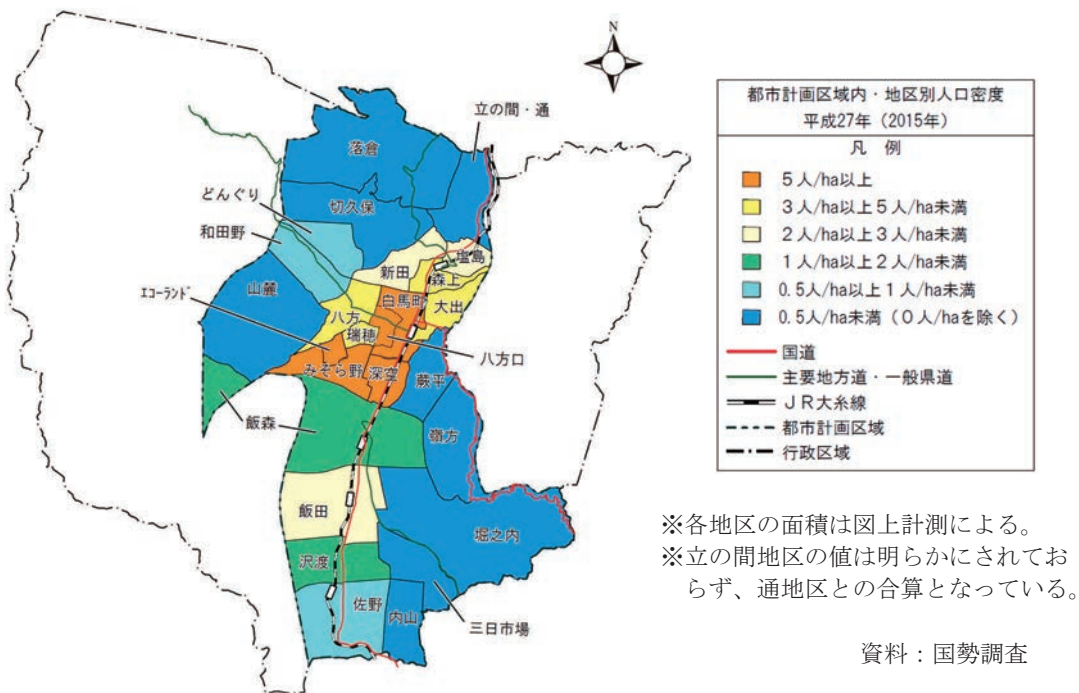 N
立の間・通
落倉
どんぐり
切久保
和田野
塩島
新田
森上
エコーランド
山麓
白馬町
大出
八方
瑞穂
八方口
みぞら野
深空
蕨平
飯森
嶺方
飯田
堀之内
沢渡
佐野
内山
三日市場
都市計画区域内・地区別人口密度
平成27年（2015年）
凡 例
5人/ha以上
3人/ha以上5人/ha未満
2人/ha以上3人/ha未満
1人/ha以上2人/ha未満
0.5人/ha以上1人/ha未満
0.5人/ha未満（0人/haを除く）
国道
主要地方道・一般県道
JR大糸線
都市計画区域
行政区域
※各地区の面積は図上計測による。
※立の間地区の値は明らかにされてお
らず、通地区との合算となっている。
資料：国勢調査